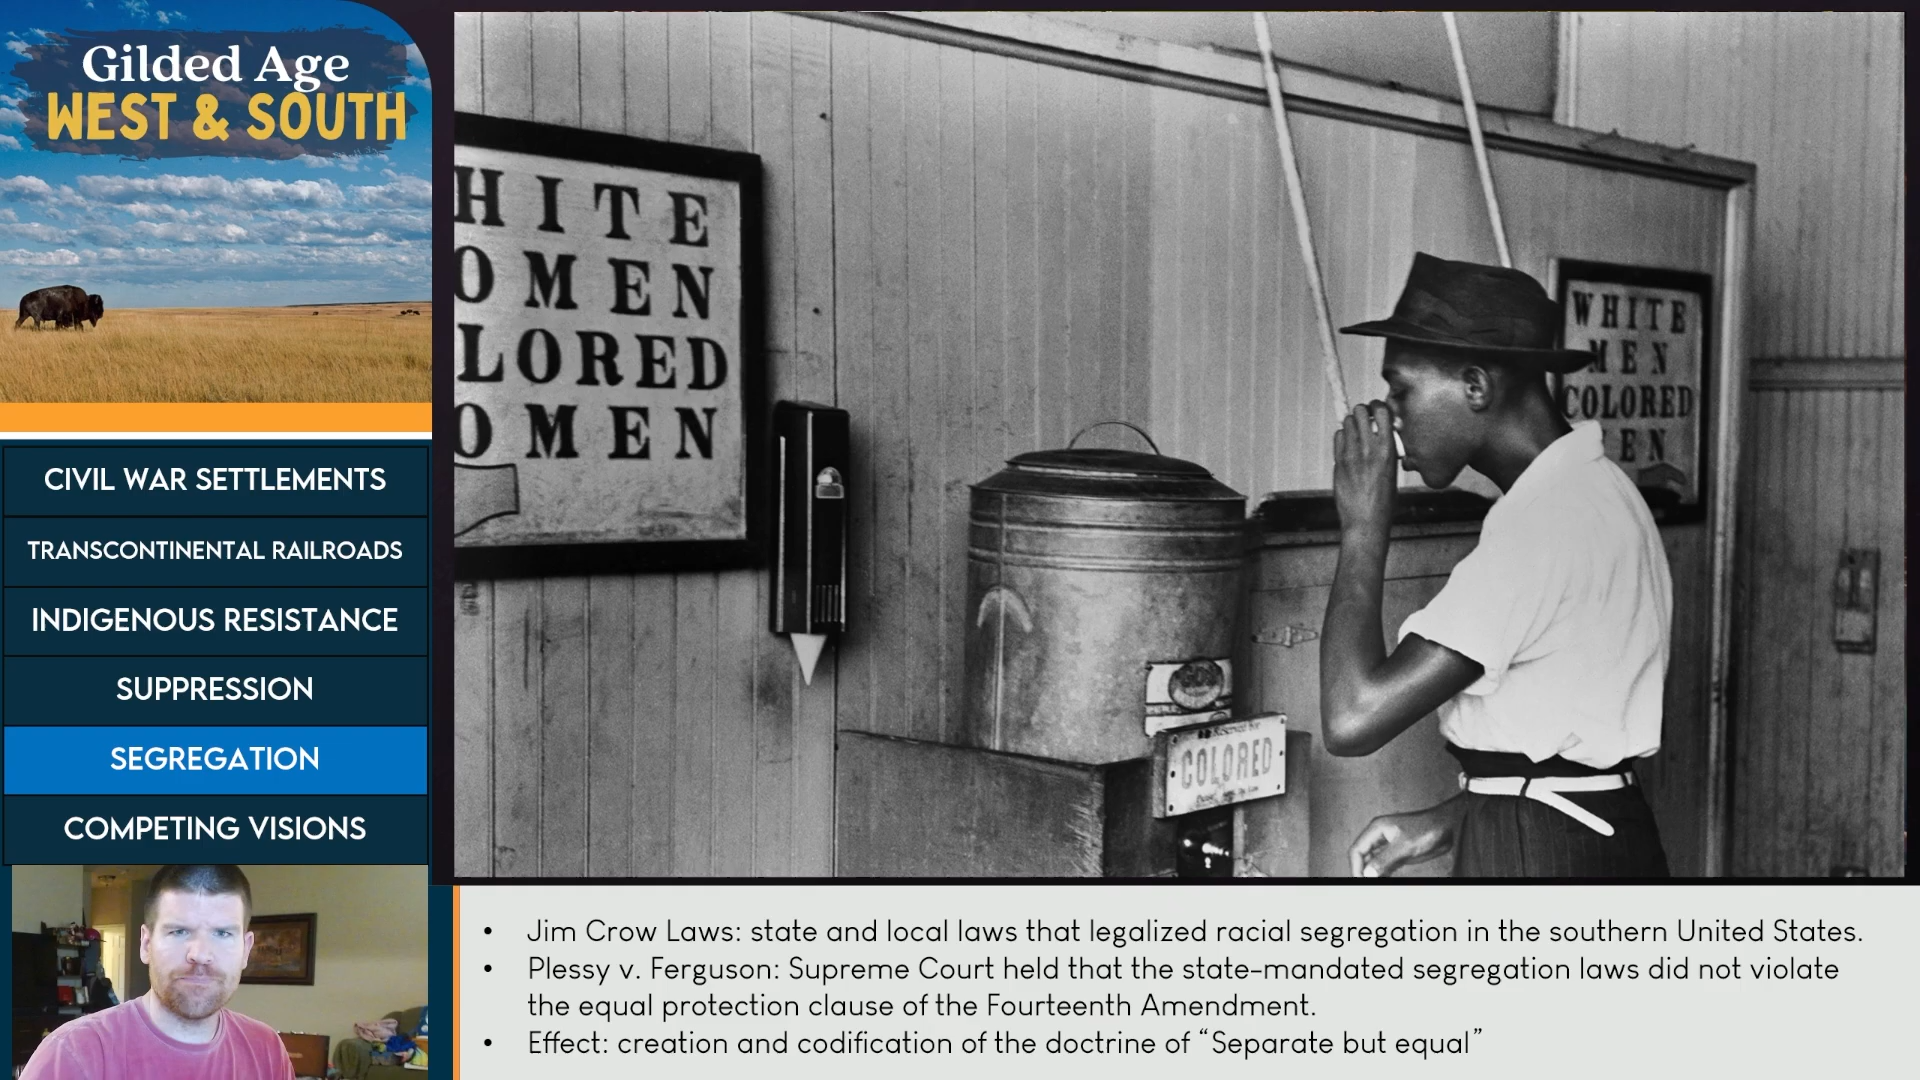 Gilded Age
WEST & SOUTH
CIVIL WAR SETTLEMENTS
TRANSCONTINENTAL RAILROADS
INDIGENOUS RESISTANCE
SUPPRESSION
SEGREGATION
COMPETING VISIONS
HITE
OMEN
LORED
OMEN
WHITE
MEN
COLORED
EN
COLORED
• Jim Crow Laws: state and local laws that legalized racial segregation in the southern United States.
• Plessy v. Ferguson: Supreme Court held that the state-mandated segregation laws did not violate
the equal protection clause of the Fourteenth Amendment.
• Effect: creation and codification of the doctrine of “Separate but equal”